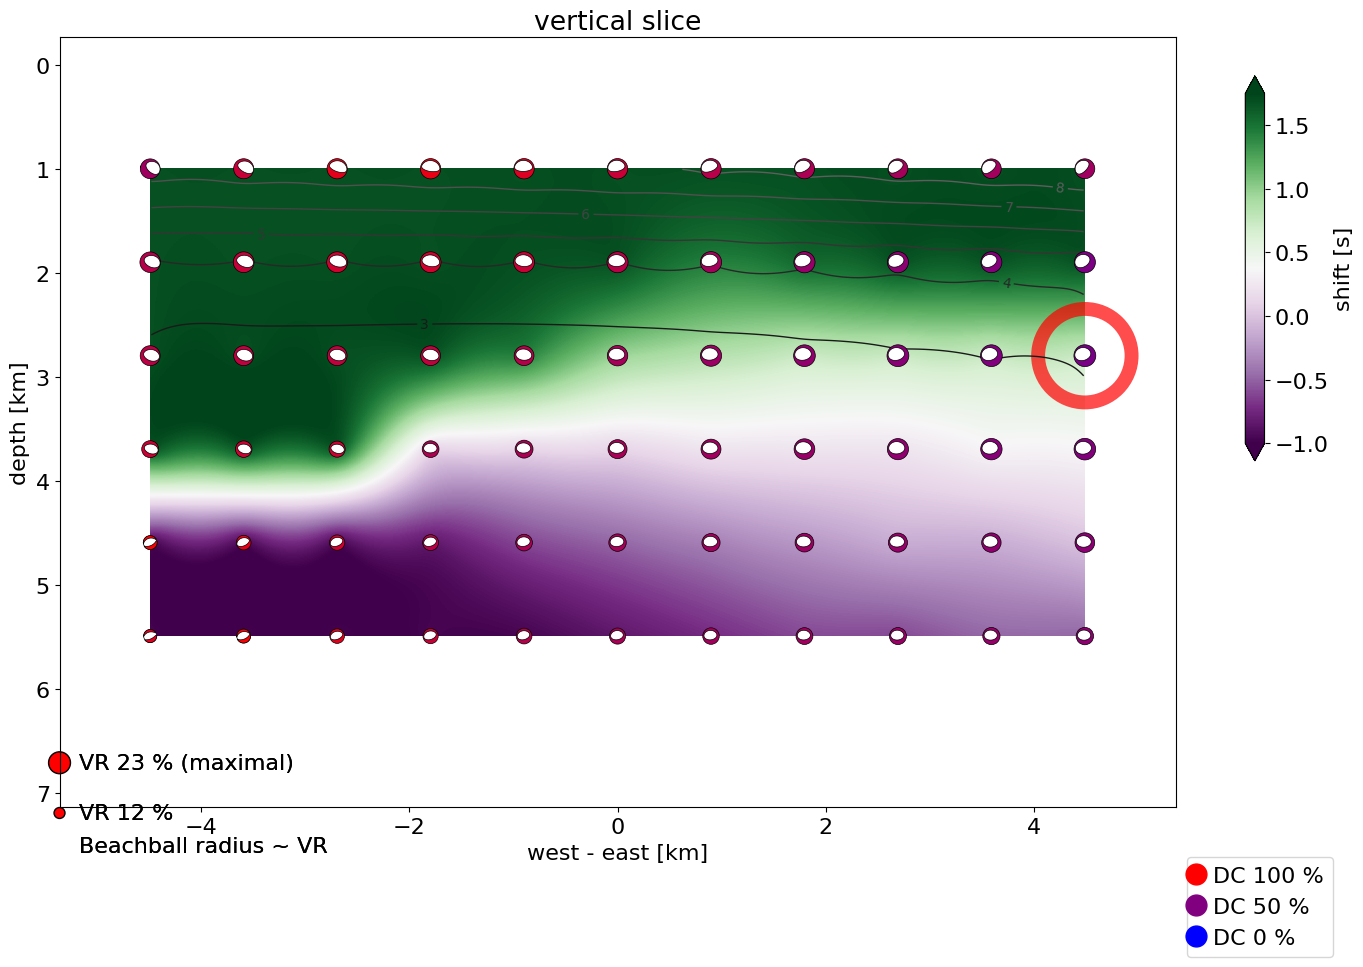 vertical slice
0
1
2
3
4
5
6
7
depth [km]
8
7
6
4
3
1.5
1.0
0.5
0.0
−0.5
−1.0
shift [s]
VR 23 % (maximal)
VR 12 %
−4
−2
0
2
4
Beachball radius ~ VR
west - east [km]
DC 100 %
DC 50 %
DC 0 %